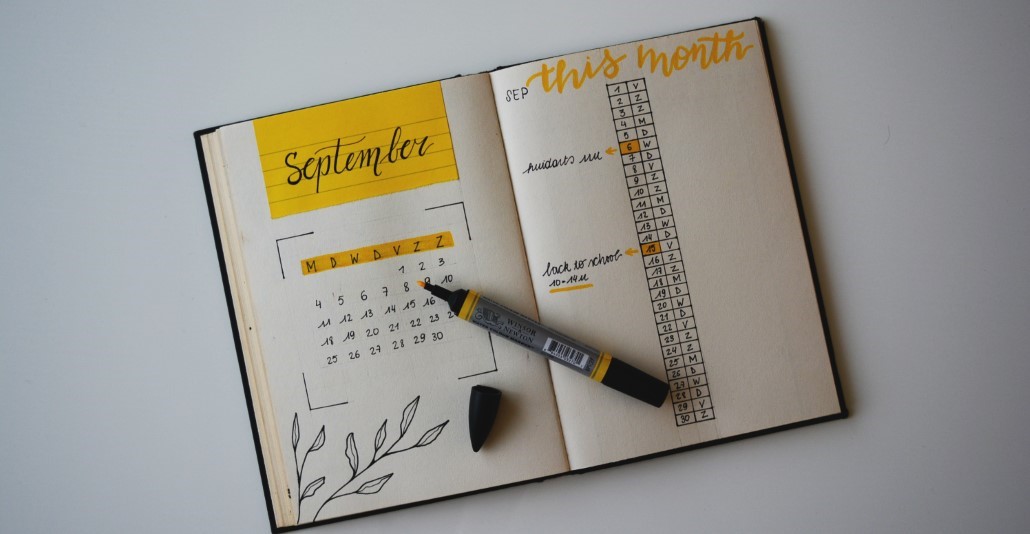 September
M D W D V Z Z
1 2 3
4 5 6 7 8 9 10
11 12 13 14 15 16
18 19 20 21 22 23
25 26 27 28 29 30
WINSOR
& NEWTON
this month
SEP
1 V
2 Z
3 Z
4 M
5 D
6 W
huidarts
7 D
8 V
9 Z
10 Z
11 M
12 D
13 W
14 D
15 V
back to school
10-14u
16 Z
17 Z
18 M
19 D
20 W
21 D
22 V
23 Z
24 Z
25 M
26 D
27 W
28 D
29 V
30 Z